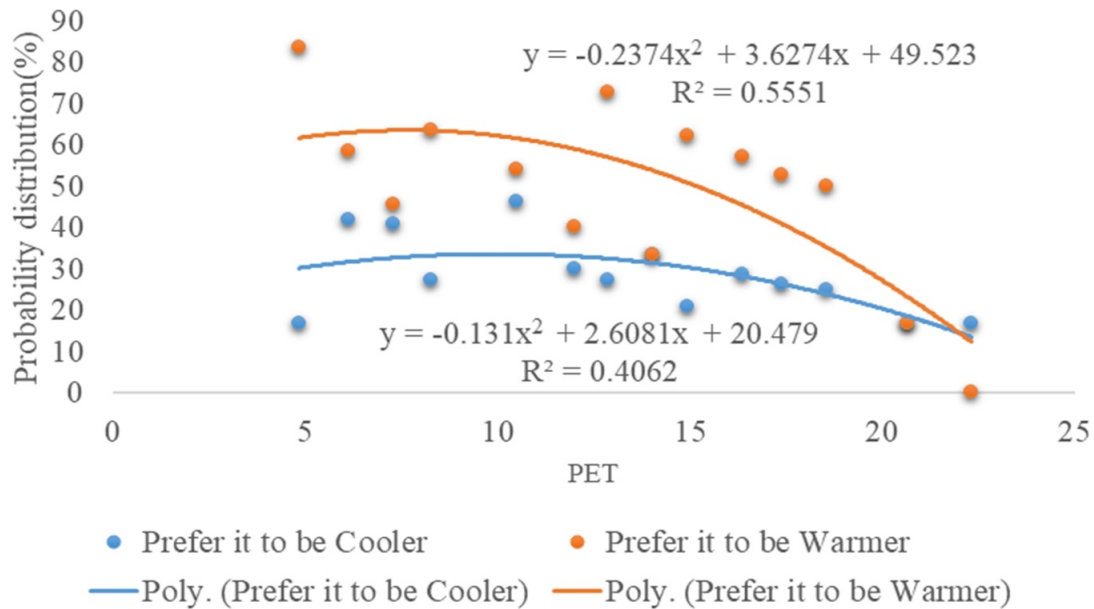 Probability distribution(%)
90
80
70
60
50
40
30
20
10
0
y = -0.2374x² + 3.6274x + 49.523
R² = 0.5551
y = -0.131x² + 2.6081x + 20.479
R² = 0.4062
0 5 10 15 20 25
PET
Prefer it to be Cooler Prefer it to be Warmer
Poly. (Prefer it to be Cooler) Poly. (Prefer it to be Warmer)